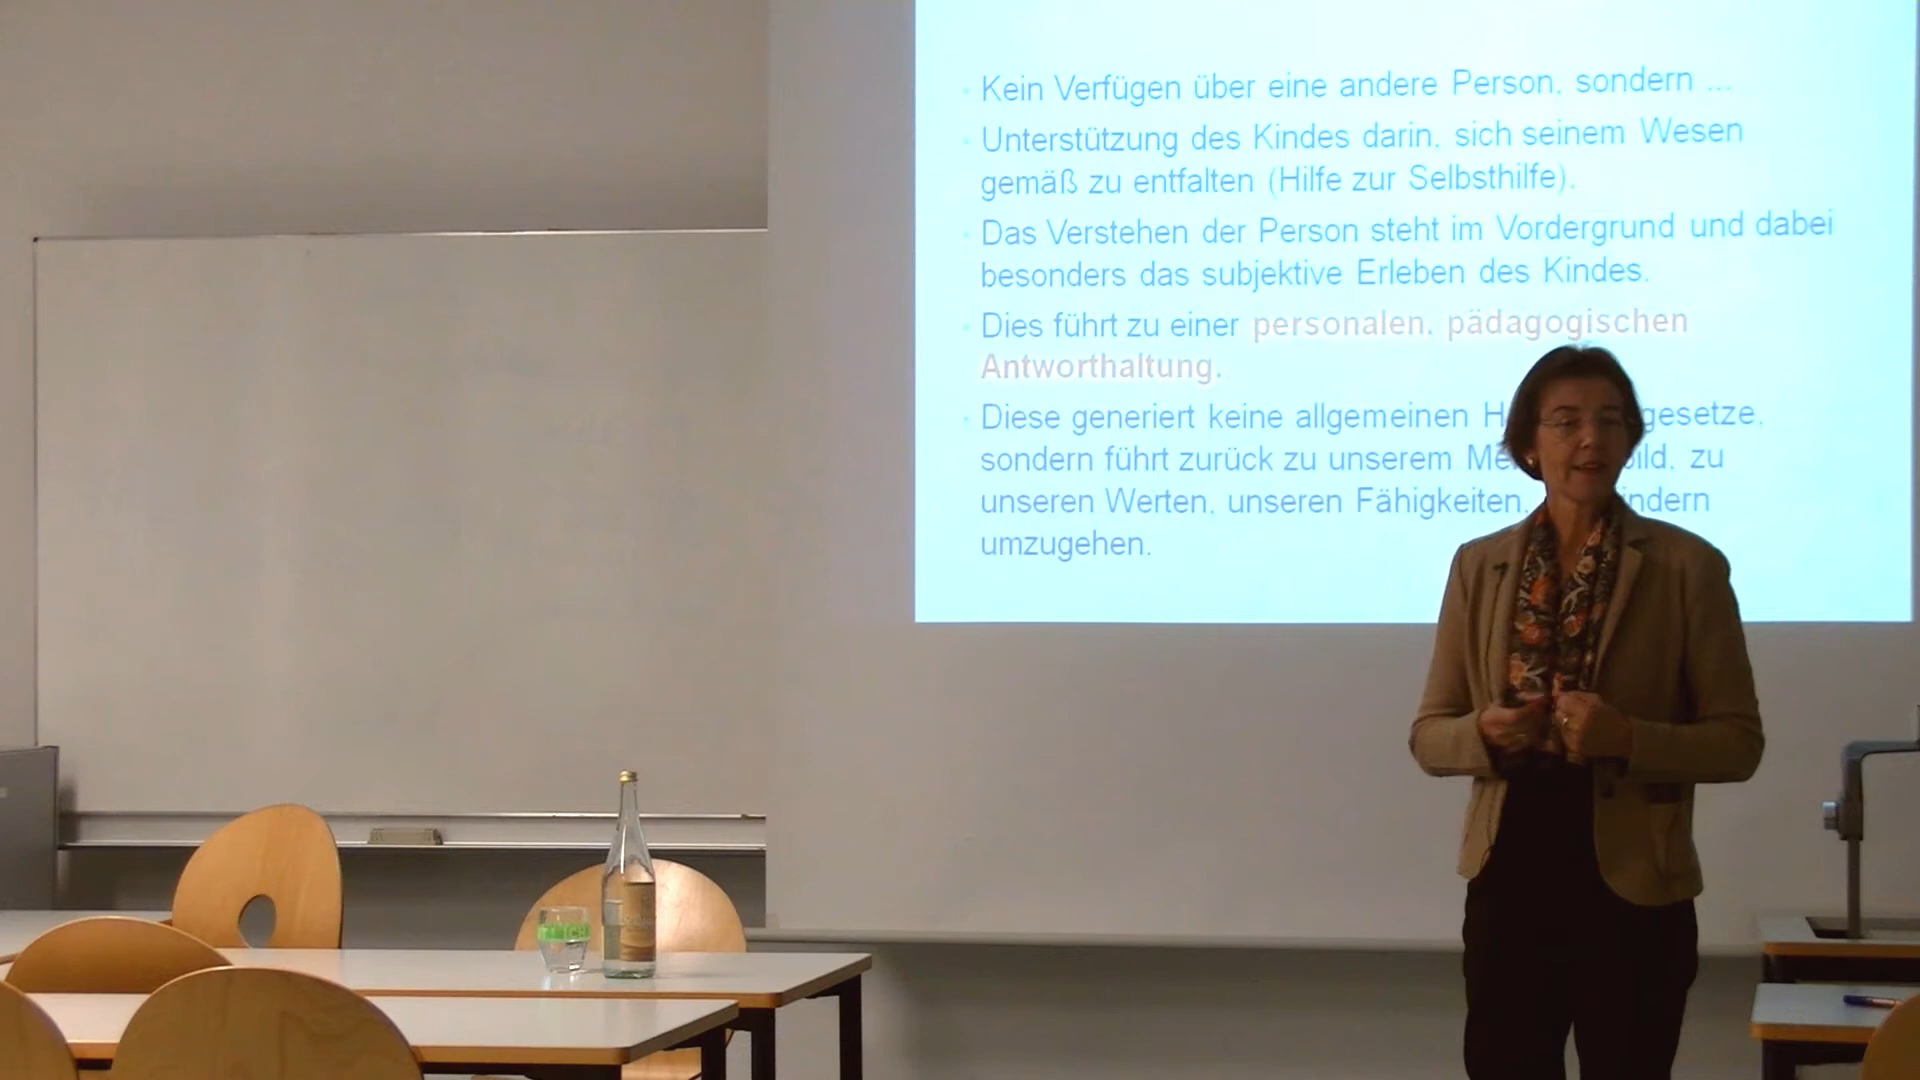 Kein Verfügen über eine andere Person, sondern ...
Unterstützung des Kindes darin, sich seinem Wesen
gemäß zu entfalten (Hilfe zur Selbsthilfe).
Das Verstehen der Person steht im Vordergrund und dabei
besonders das subjektive Erleben des Kindes.
Dies führt zu einer personalen, pädagogischen
Antworthaltung.
Diese generiert keine allgemeinen
sondern führt zurück zu unserem zu
unseren Werten, unseren Fähigkeiten,
umzugehen.